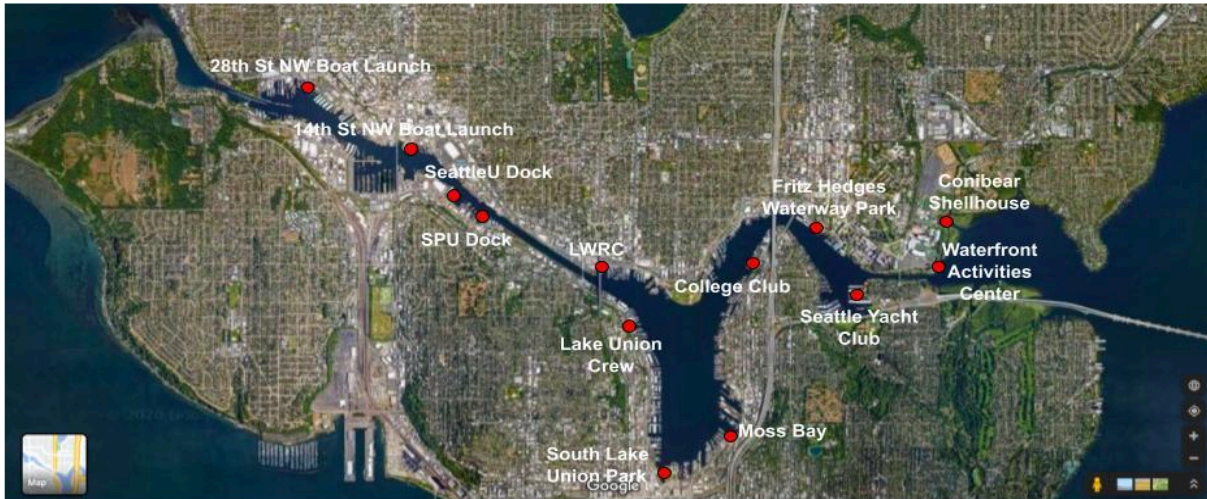 28th St NW Boat Launch
14th St NW Boat Launch
SeattleU Dock
SPU Dock
LWRC
Fritz Hedges
Waterway Park
Conibear
Shellhouse
College Club
Waterfront
Activities
Center
Seattle Yacht
Club
Lake Union
Crew
Moss Bay
South Lake
Union Park
Google
Map